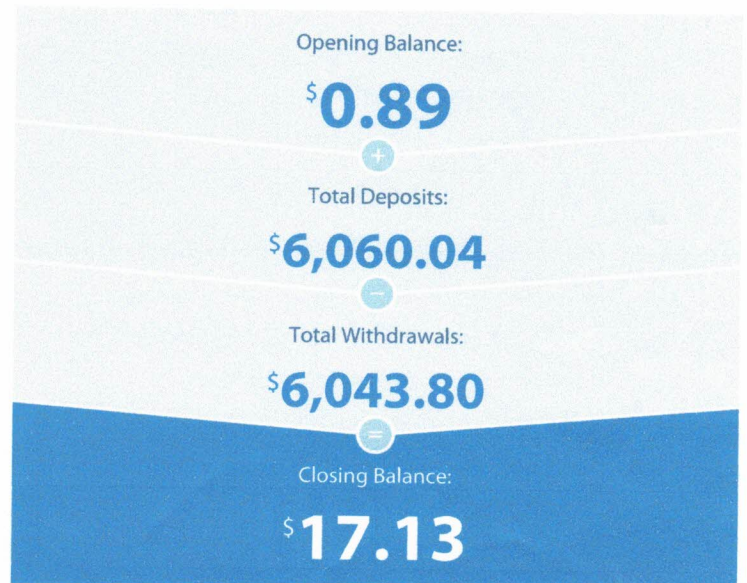 Opening Balance:
$0.89
+
Total Deposits:
$6,060.04
−
Total Withdrawals:
$6,043.80
=
Closing Balance:
$17.13